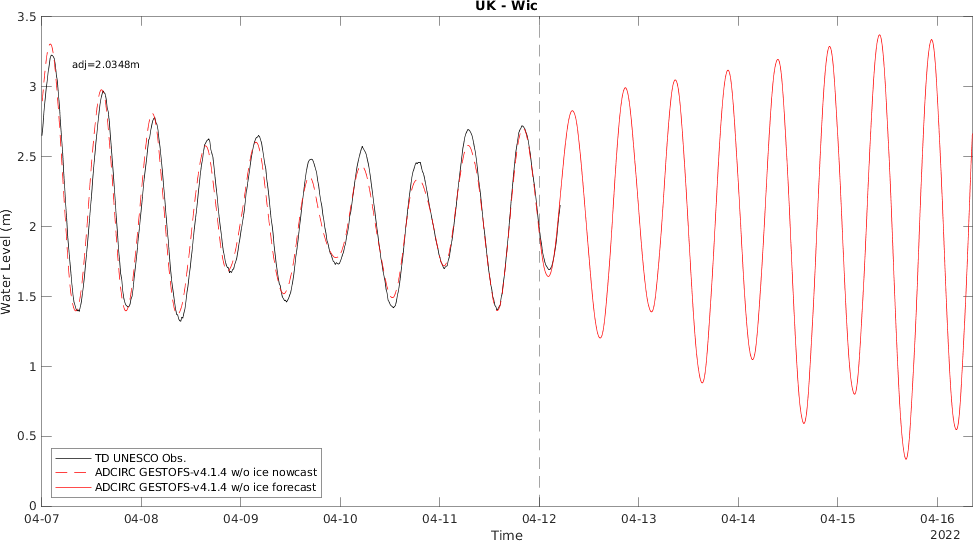 UK - Wic
adj=2.0348m
3.5
3
2.5
2
1.5
1
0.5
0
Water Level (m)
TD UNESCO Obs.
ADCIRC GESTOFS-v4.1.4 w/o ice nowcast
ADCIRC GESTOFS-v4.1.4 w/o ice forecast
04-07 04-08 04-09 04-10 04-11 04-12 04-13 04-14 04-15 04-16
Time
2022